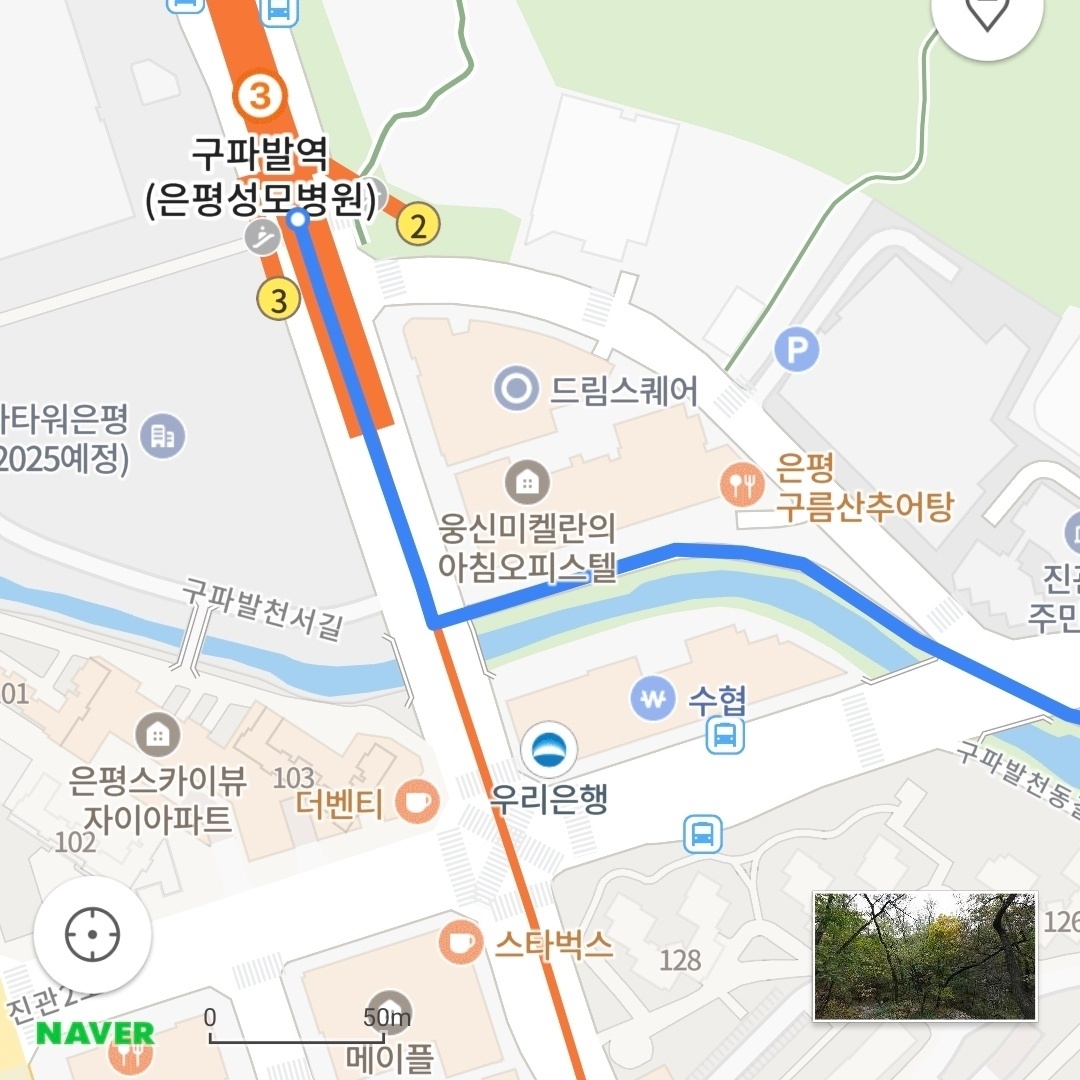 3
구파발역
(은평성모병원)
2
3
P
드림스퀘어
타워은평
2025예정)
은평
구름산추어탕
웅신미켈란의
아침오피스텔
구파발천서길
주민
01
수협
은평스카이뷰
자이아파트
103
102
더벤티
우리은행
구파발천동
스타벅스
128
126
진관2로
0
50m
NAVER
메이플